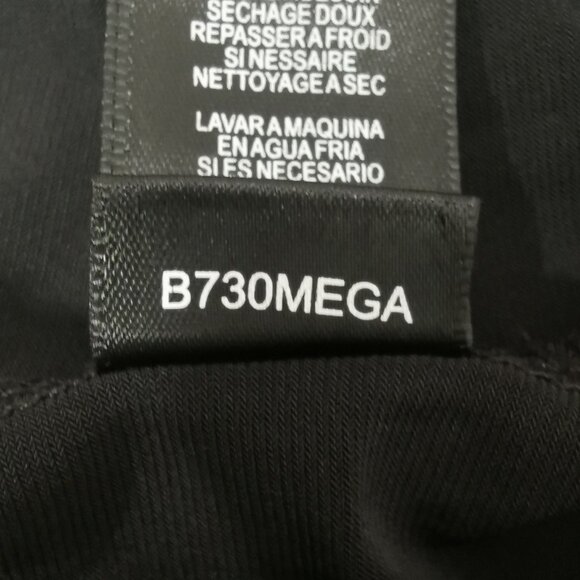 SECHAGE DOUX
REPASSER A FROID
SI NESSAIRE
NETTOYAGE A SEC
LAVAR A MAQUINA
EN AGUA FRIA
SI ES NECESARIO
B730MEGA